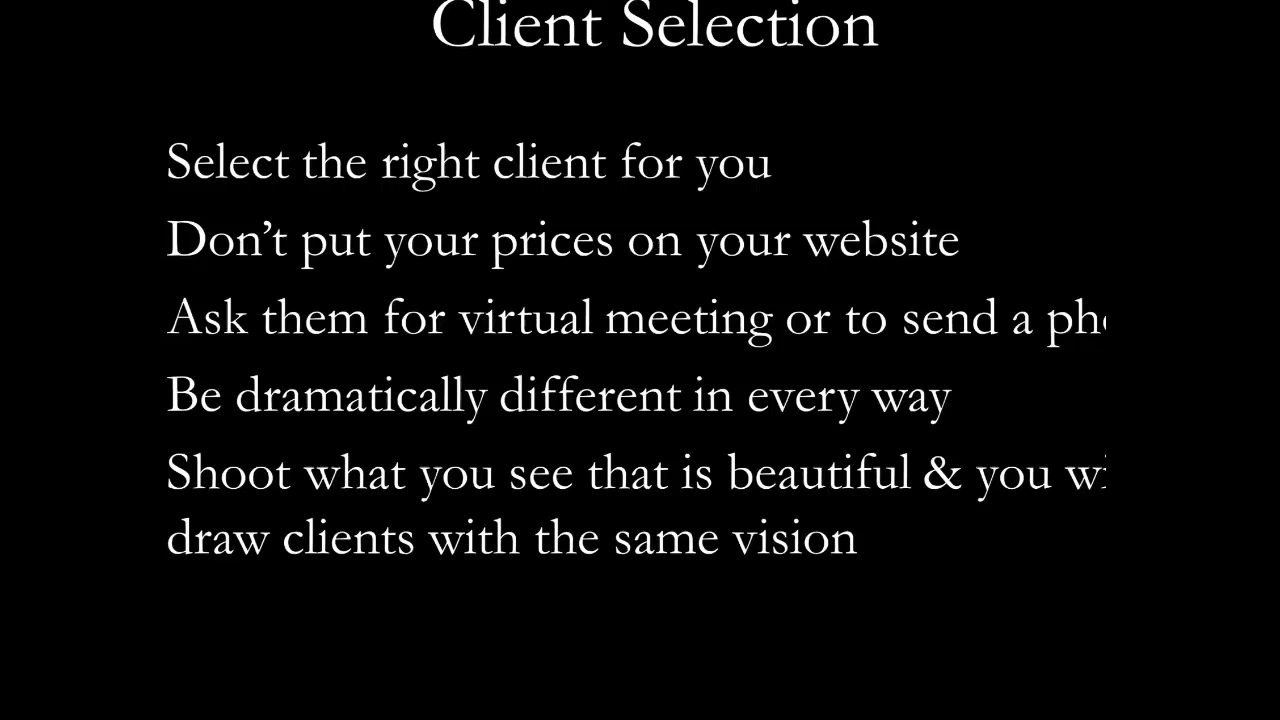 Client Selection
Select the right client for you
Don't put your prices on your website
Ask them for virtual meeting or to send a
Be dramatically different in every way
Shoot what you see that is beautiful & you
draw clients with the same vision